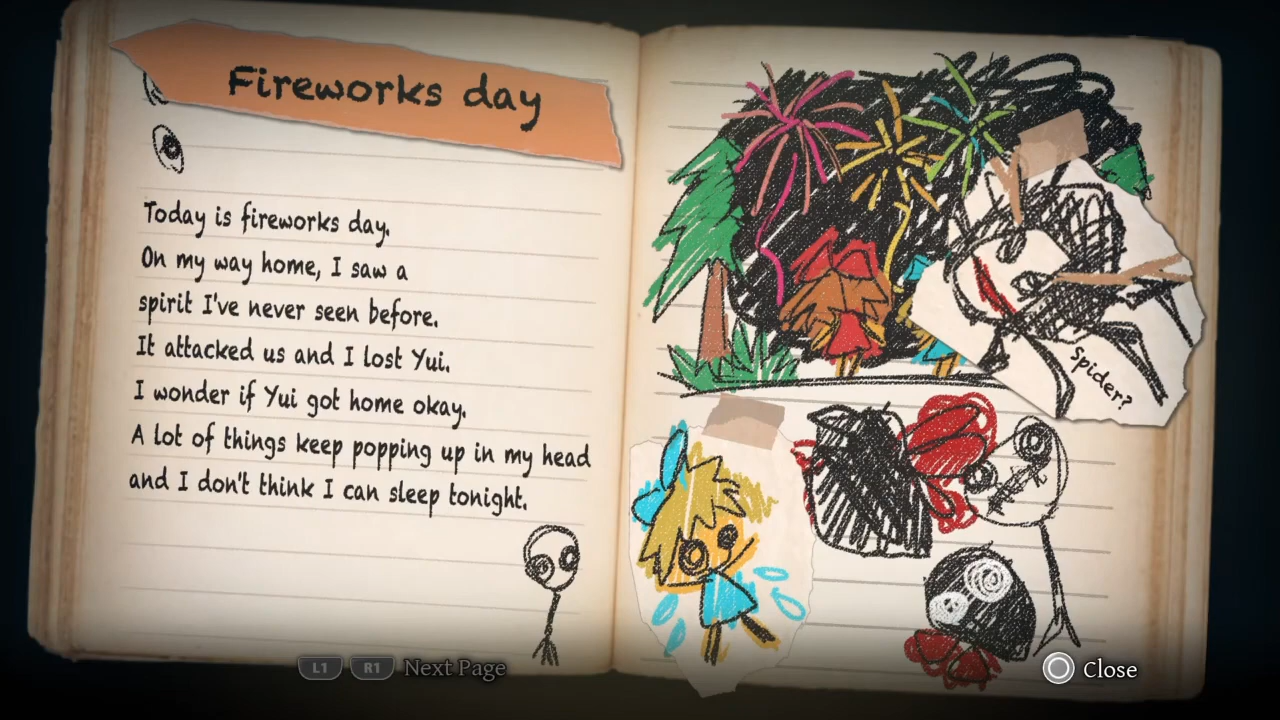 Fireworks day
Today is fireworks day.
On my way home, I saw a
spirit I've never seen before.
It attacked us and I lost Yui.
I wonder if Yui got home okay.
A lot of things keep popping up in my head
and I don't think I can sleep tonight.
Spider?
L1 R1 Next Page
Close